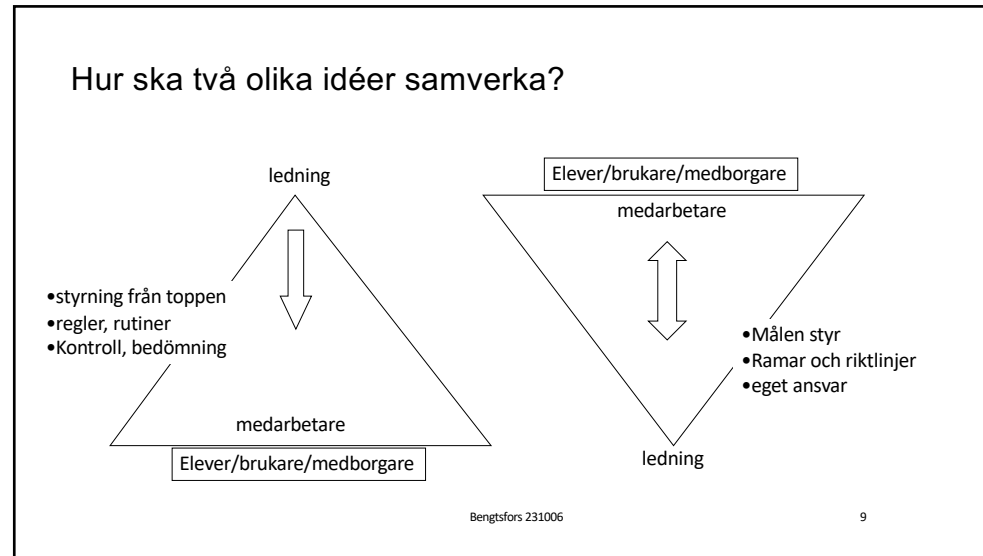 Hur ska två olika idéer samverka?
ledning
•styrning från toppen
•regler, rutiner
•Kontroll, bedömning
medarbetare
Elever/brukare/medborgare
Elever/brukare/medborgare
medarbetare
•Målen styr
•Ramar och riktlinjer
•eget ansvar
ledning
Bengtsfors 231006
9